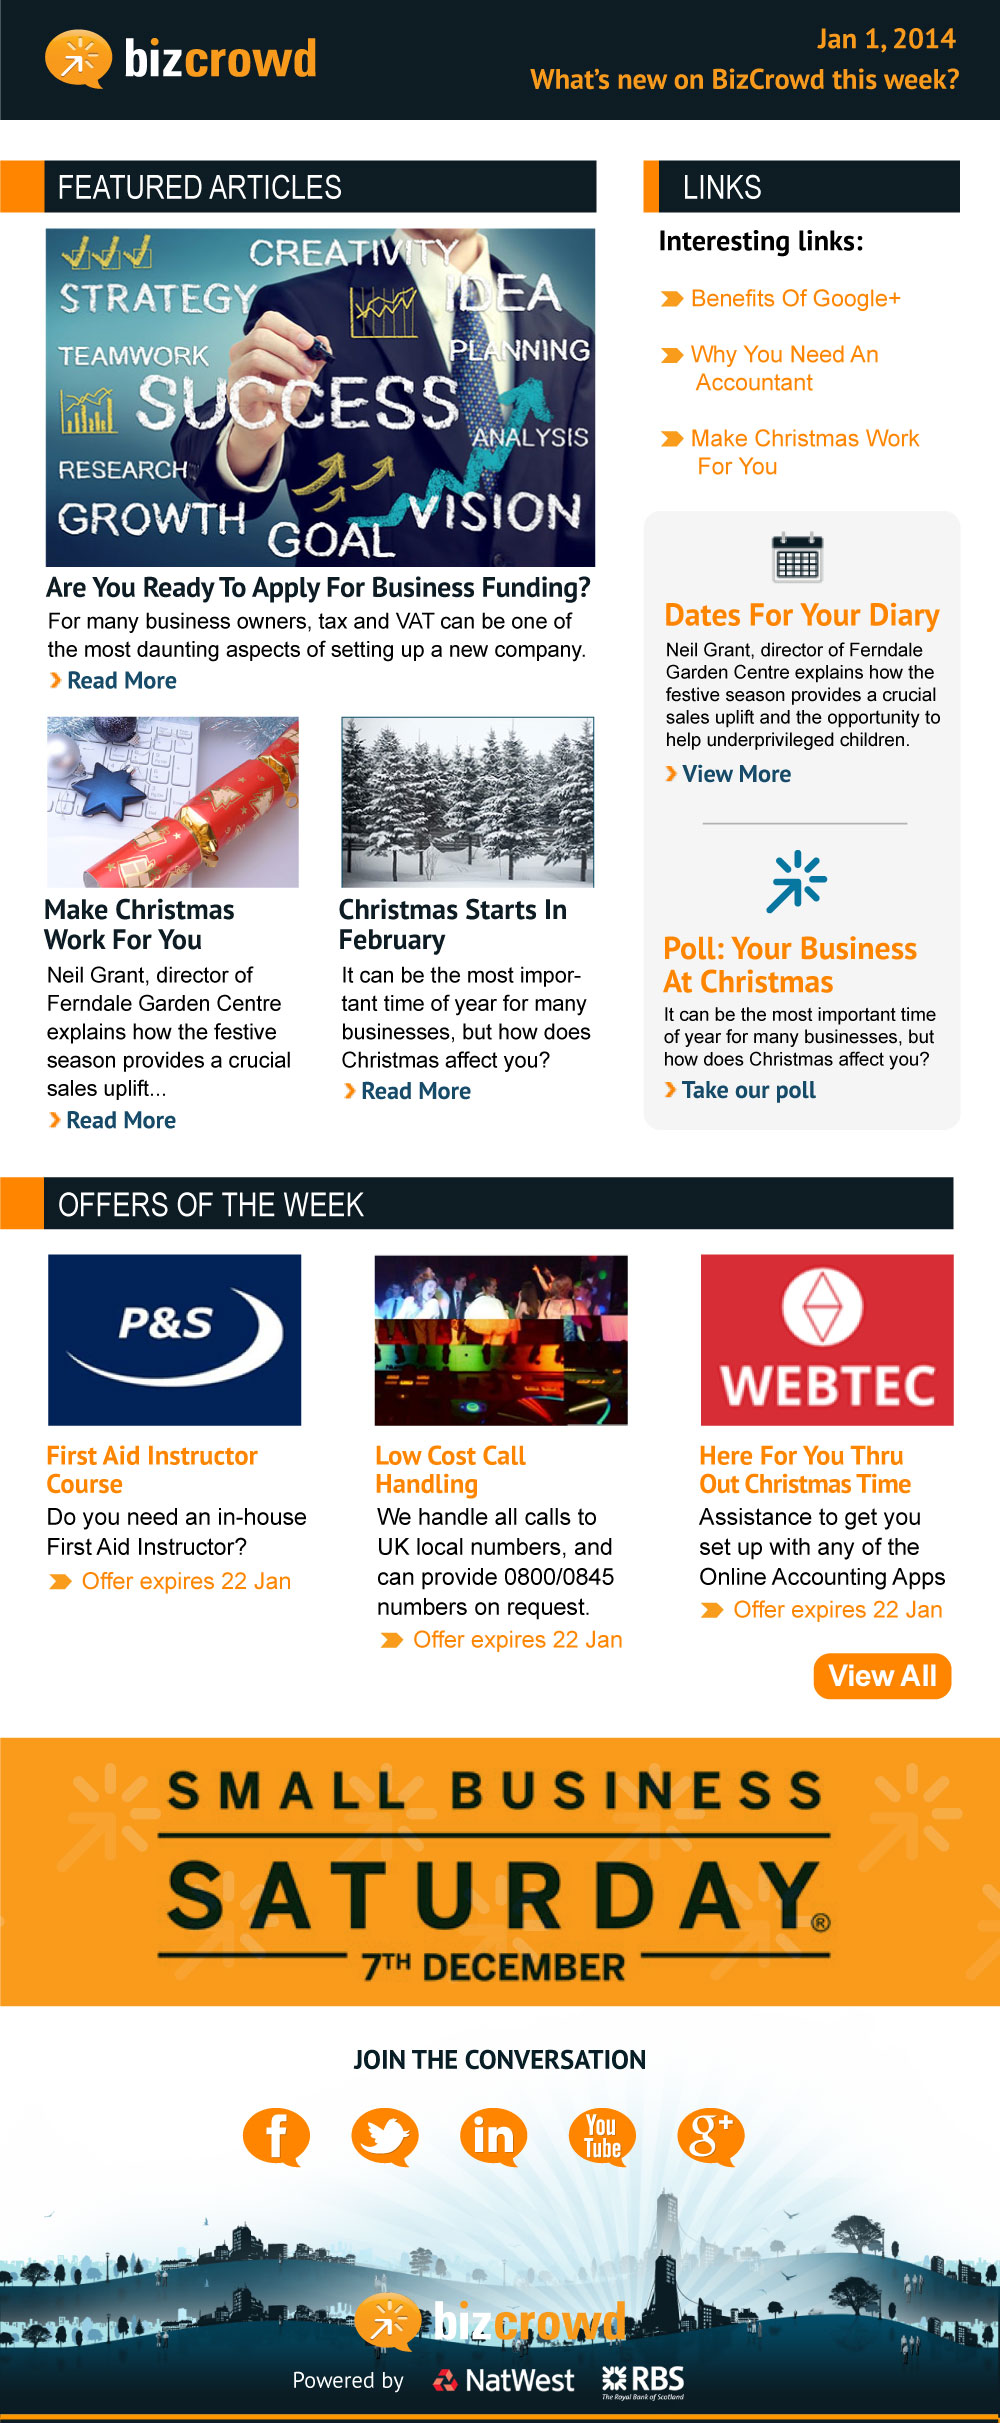 bizcrowd
Jan 1, 2014
What's new on BizCrowd this week?
FEATURED ARTICLES
CREATIVITY
STRATEGY
IDEA
TEAMWORK
PLANNING
SUCCESS
ANALYSIS
RESEARCH
GROWTH
GOAL
VISION
Are You Ready To Apply For Business Funding?
For many business owners, tax and VAT can be one of
the most daunting aspects of setting up a new company.
Read More
Make Christmas
Work For You
Neil Grant, director of
Ferndale Garden Centre
explains how the festive
season provides a crucial
sales uplift...
Read More
Christmas Starts In
February
It can be the most impor-
tant time of year for many
businesses, but how does
Christmas affect you?
Read More
LINKS
Interesting links:
Benefits Of Google+
Why You Need An
Accountant
Make Christmas Work
For You
Dates For Your Diary
Neil Grant, director of Ferndale
Garden Centre explains how the
festive season provides a crucial
sales uplift and the opportunity to
help underprivileged children.
View More
Poll: Your Business
At Christmas
It can be the most important time
of year for many businesses, but
how does Christmas affect you?
Take our poll
OFFERS OF THE WEEK
P&S
First Aid Instructor
Course
Do you need an in-house
First Aid Instructor?
Offer expires 22 Jan
Low Cost Call
Handling
We handle all calls to
UK local numbers, and
can provide 0800/0845
numbers on request.
Offer expires 22 Jan
WEBTEC
Here For You Thru
Out Christmas Time
Assistance to get you
set up with any of the
Online Accounting Apps
Offer expires 22 Jan
View All
SMALL BUSINESS
SATURDAY®
7TH DECEMBER
JOIN THE CONVERSATION
f
in
You
Tube
g+
bizcrowd
Powered by NatWest RBS
The Royal Bank of Scotland